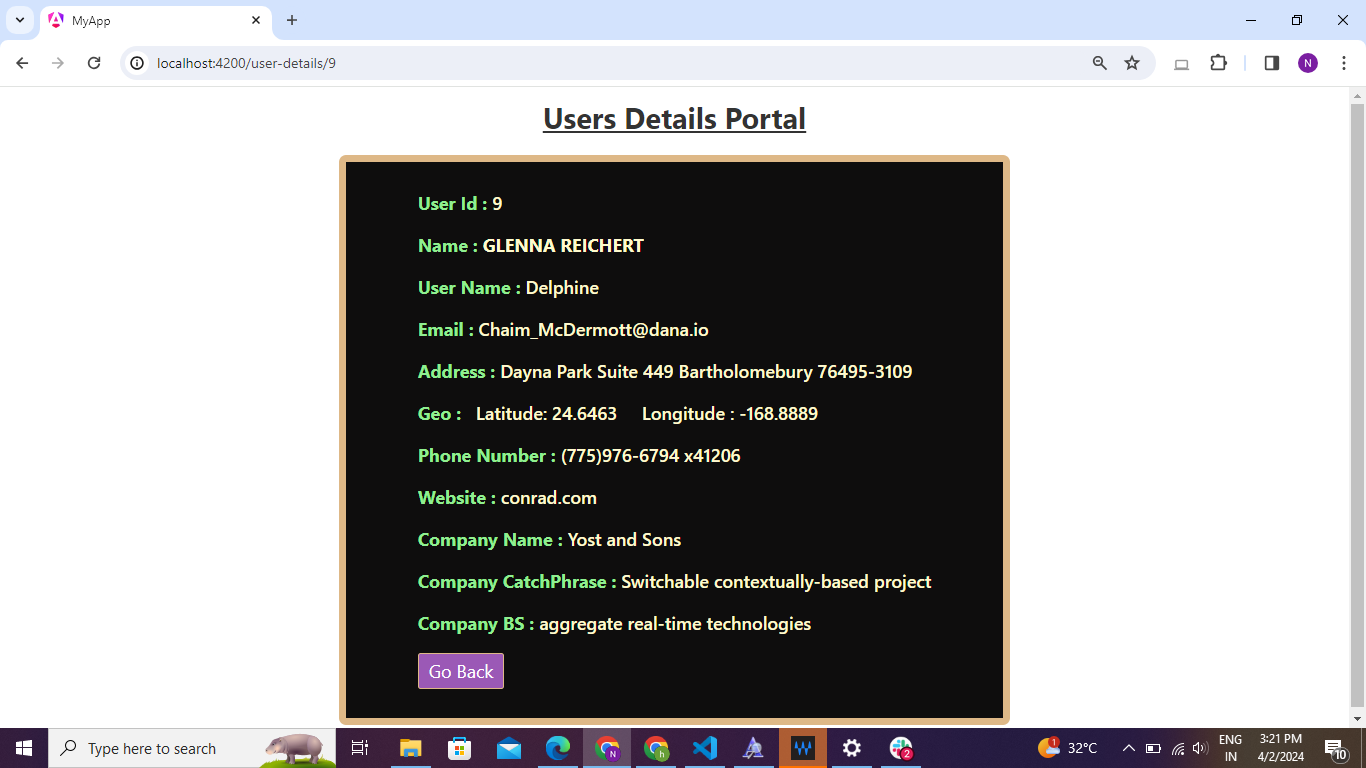 MyApp
localhost:4200/user-details/9
N
Users Details Portal
User Id : 9
Name : GLENNA REICHERT
User Name : Delphine
Email : Chaim_McDermott@dana.io
Address : Dayna Park Suite 449 Bartholomebury 76495-3109
Geo : Latitude: 24.6463 Longitude : -168.8889
Phone Number : (775)976-6794 x41206
Website : conrad.com
Company Name : Yost and Sons
Company CatchPhrase : Switchable contextually-based project
Company BS : aggregate real-time technologies
Go Back
Type here to search
N
h
W
2
1
32°C
ENG
IN
3:21 PM
4/2/2024
10